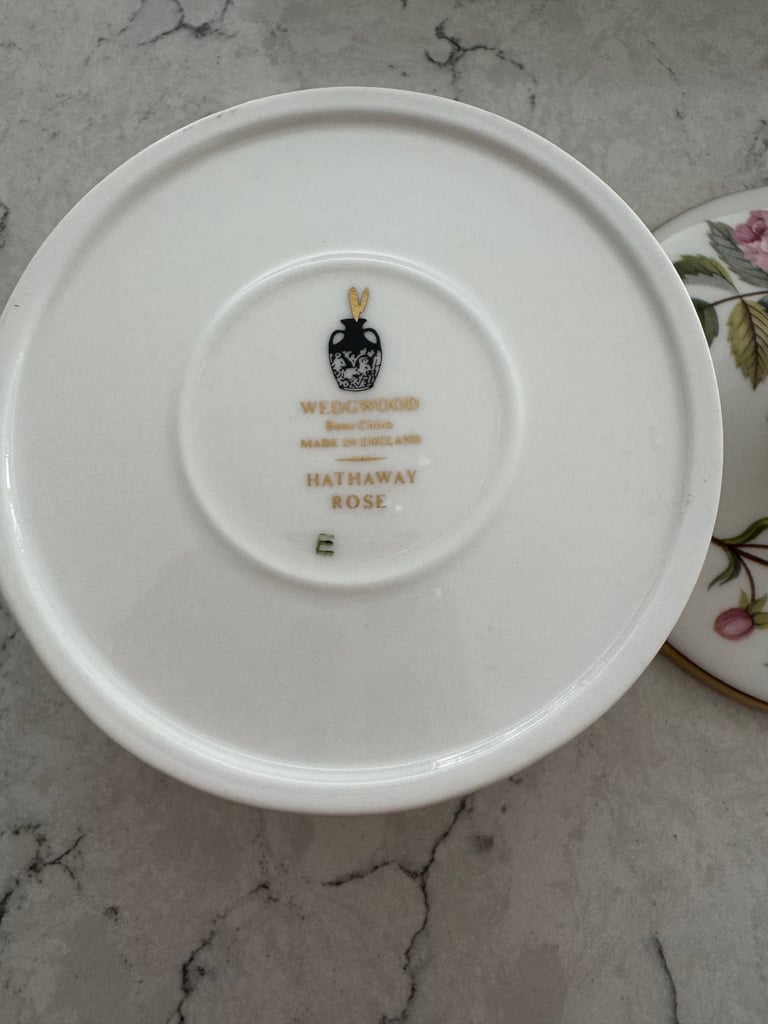 WEDGWOOD
Bone China
MADE IN ENGLAND
HATHAWAY
ROSE
E